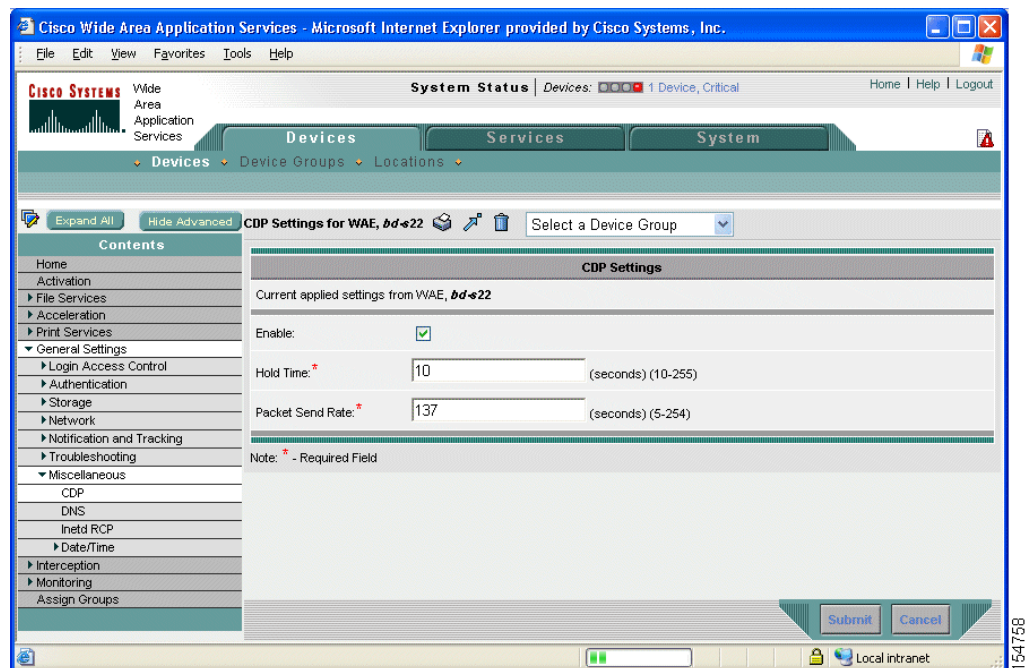 Cisco Wide Area Application Services - Microsoft Internet Explorer provided by Cisco Systems, Inc.
File Edit View Favorites Tools Help
CISCO SYSTEMS
Wide
Area
Application
Services
System Status Devices: 1 Device, Critical
Home Help Logout
Devices Services System
Devices Device Groups Locations
Expand All Hide Advanced
CDP Settings for WAE, bd-s22
Select a Device Group
Contents
Home
Activation
File Services
Acceleration
Print Services
General Settings
Login Access Control
Authentication
Storage
Network
Notification and Tracking
Troubleshooting
Miscellaneous
CDP
DNS
Inetd RCP
Date/Time
Interception
Monitoring
Assign Groups
CDP Settings
Current applied settings from WAE, bd-s22
Enable:
Hold Time:* 10 (seconds) (10-255)
Packet Send Rate:* 137 (seconds) (5-254)
Note: * - Required Field
Submit Cancel
Local intranet
154758